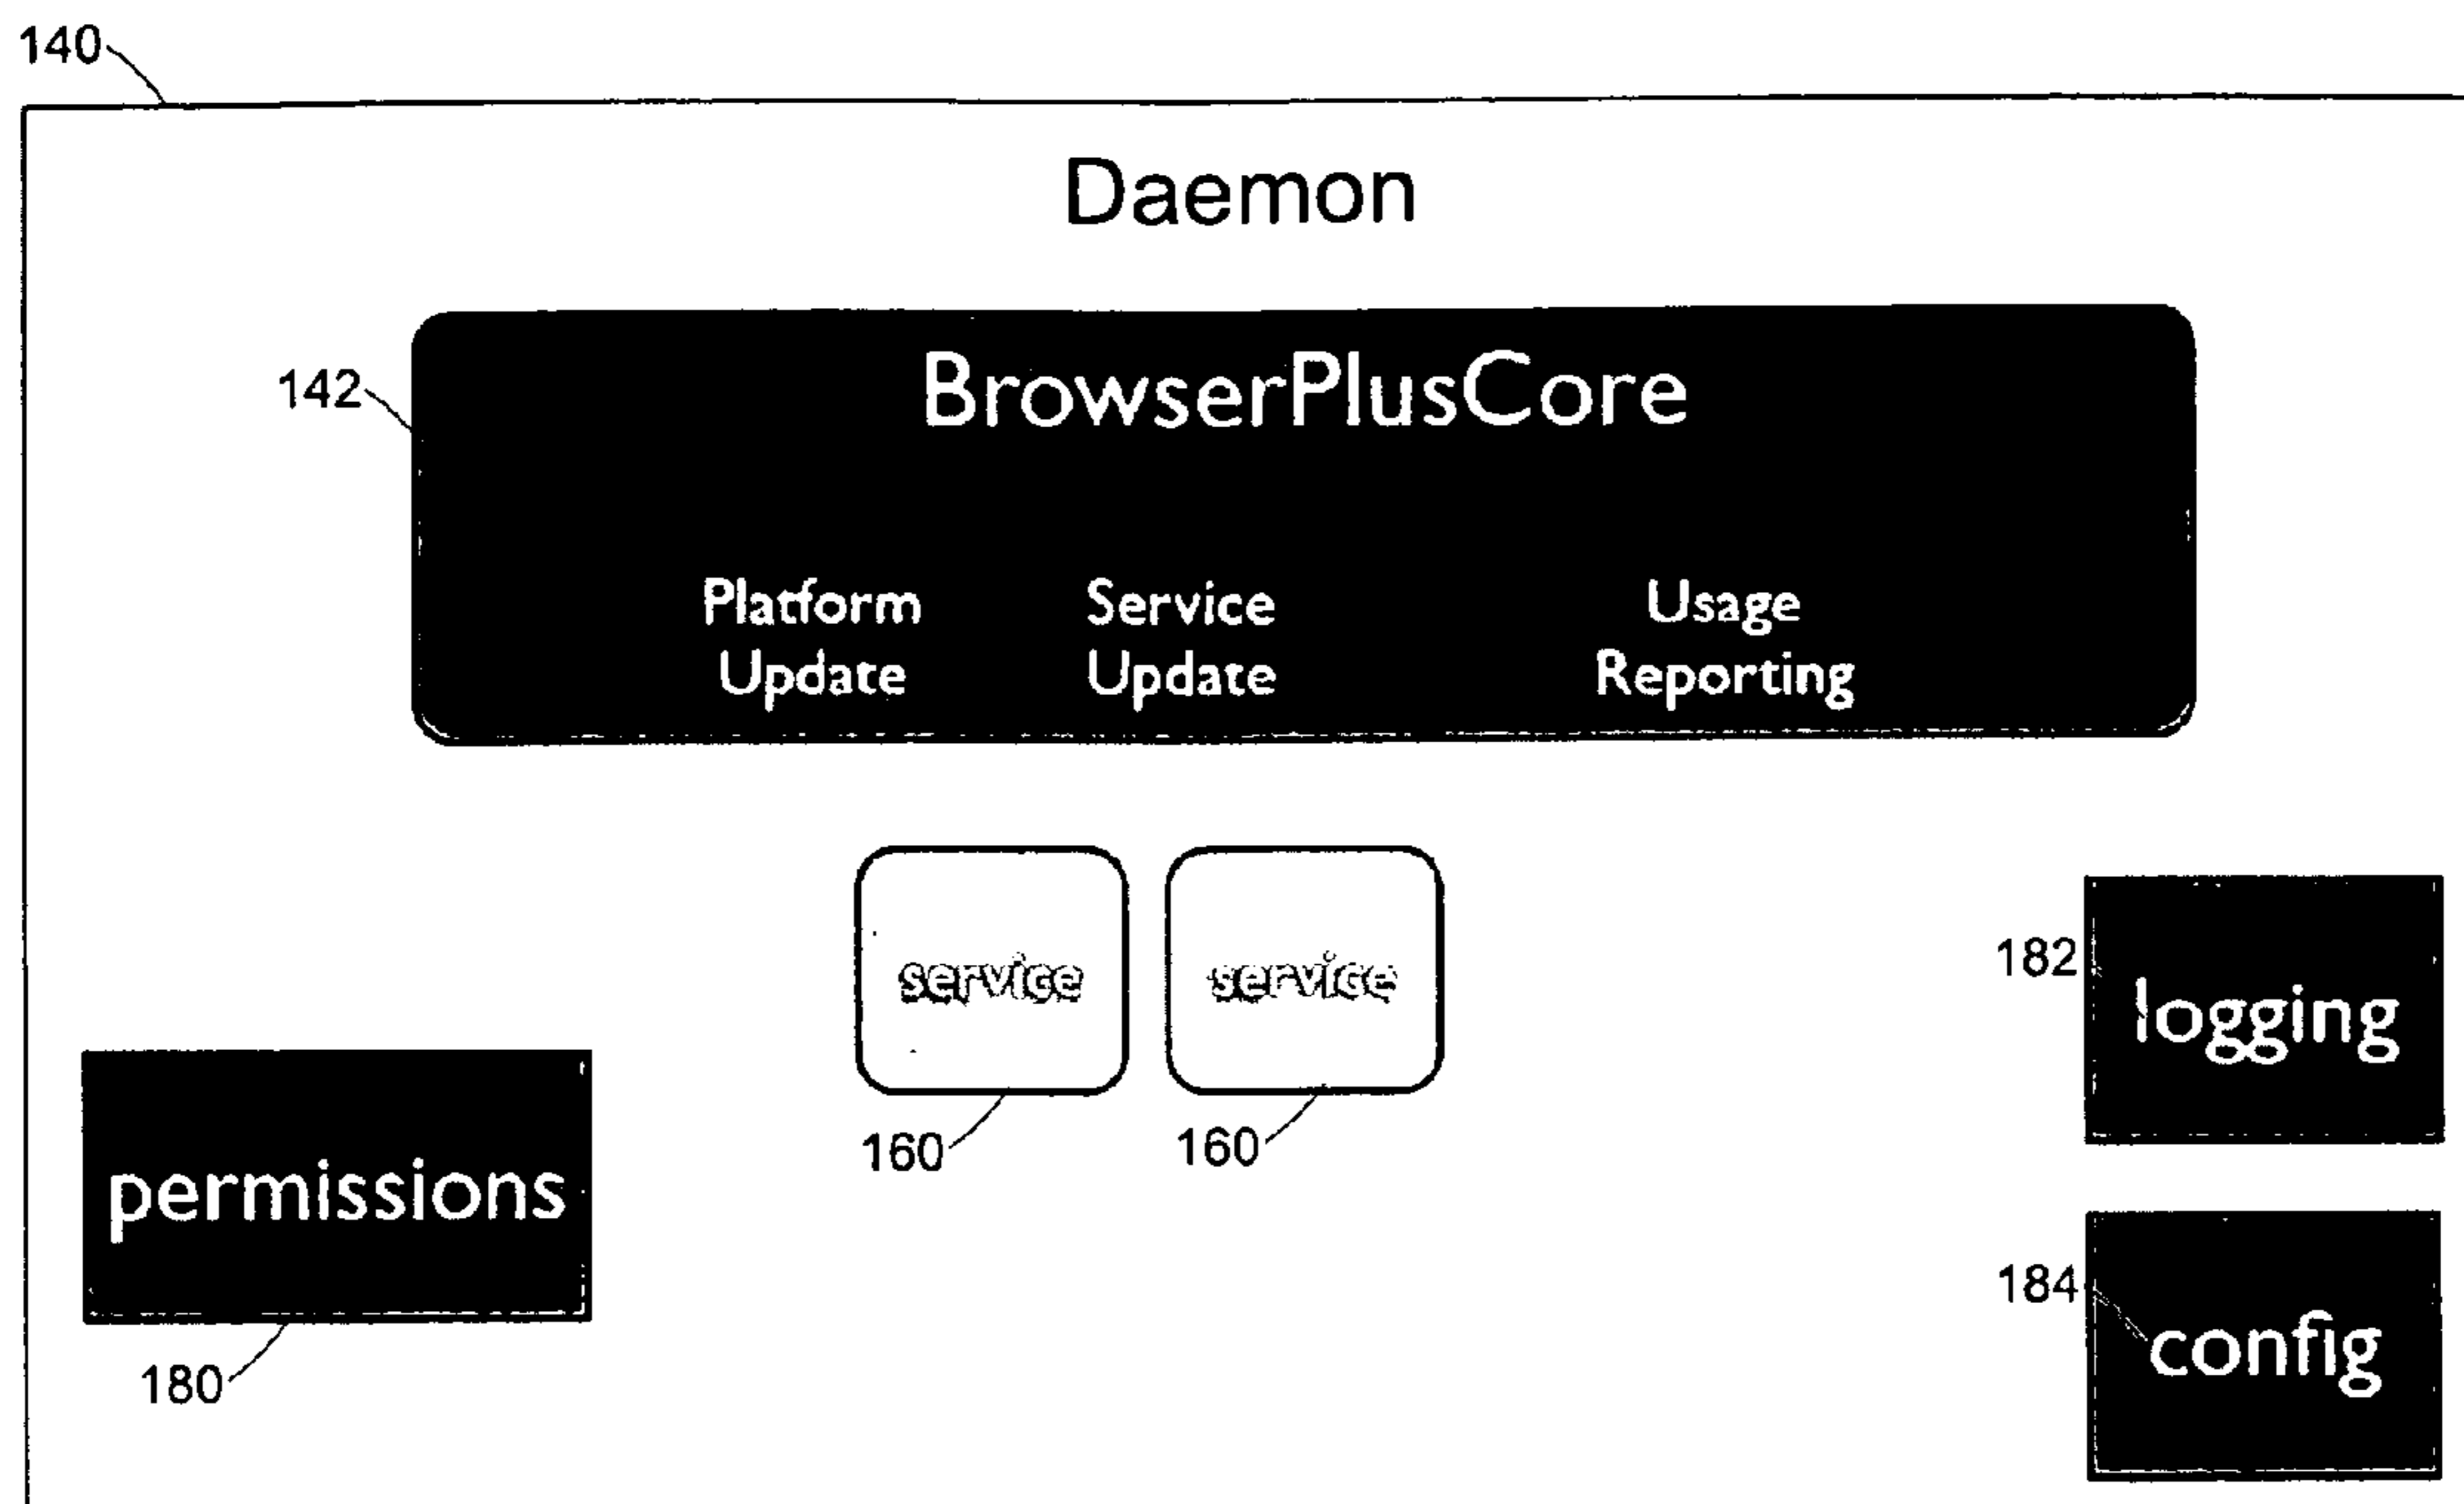 140
Daemon
142
BrowserPlusCore
Platform
Update
Service
Update
Usage
Reporting
service
service
182
logging
160
160
permissions
184
config
180